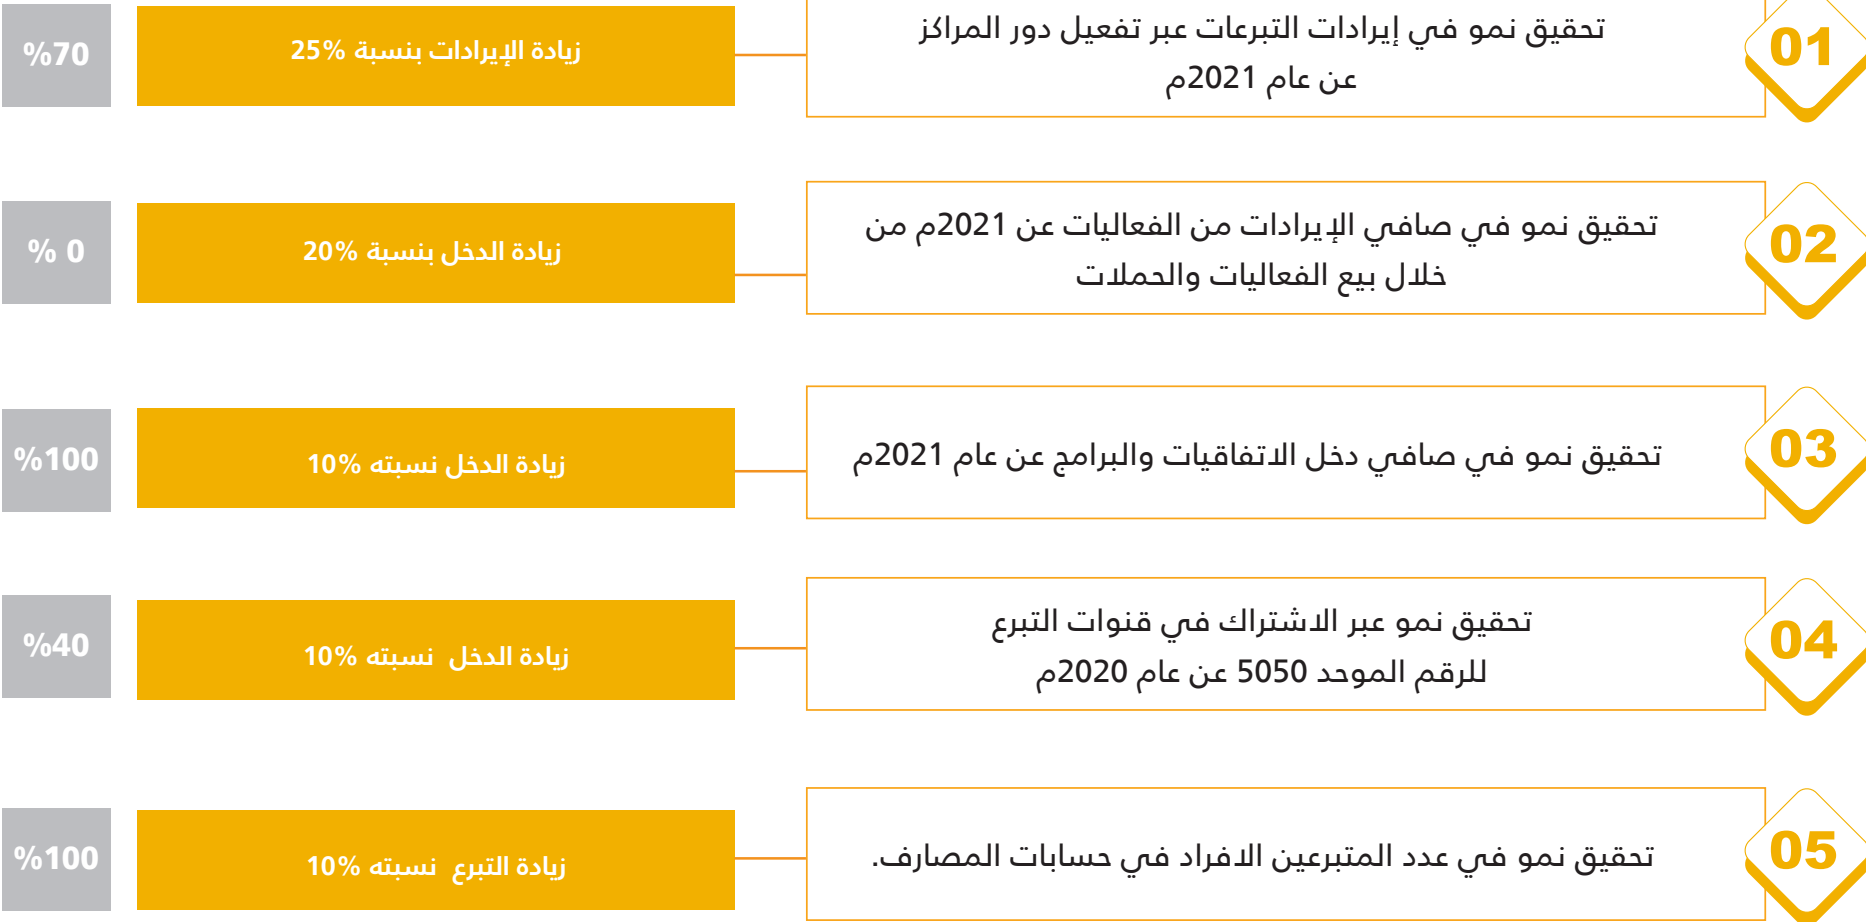 01
تحقيق نمو في إيرادات التبرعات عبر تفعيل دور المراكز
عن عام 2021م
زيادة الإيرادات بنسبة 25%
%70
02
تحقيق نمو في صافي الإيرادات من الفعاليات عن 2021م من
خلال بيع الفعاليات والحملات
زيادة الدخل بنسبة 20%
% 0
03
تحقيق نمو في صافي دخل الاتفاقيات والبرامج عن عام 2021م
زيادة الدخل نسبته 10%
%100
04
تحقيق نمو عبر الاشتراك في قنوات التبرع
للرقم الموحد 5050 عن عام 2020م
زيادة الدخل نسبته 10%
%40
05
تحقيق نمو في عدد المتبرعين الافراد في حسابات المصارف.
زيادة التبرع نسبته 10%
%100